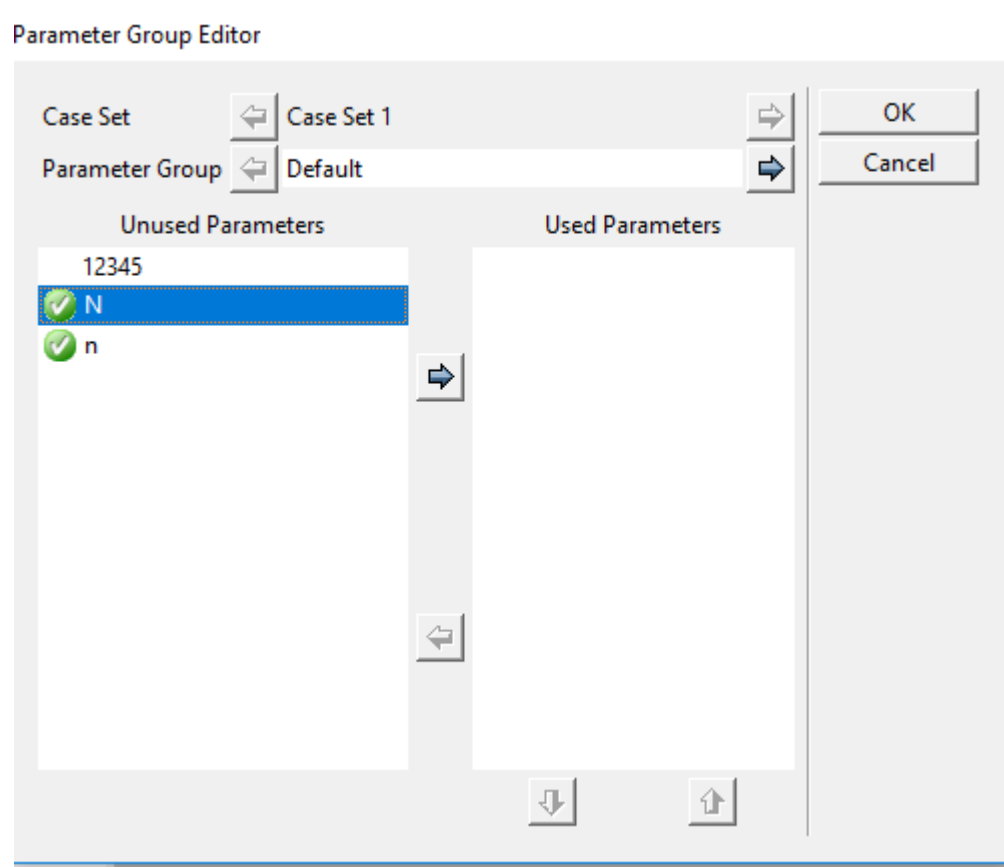 Parameter Group Editor
Case Set Case Set 1 OK
Parameter Group Default Cancel
Unused Parameters Used Parameters
12345
N
n